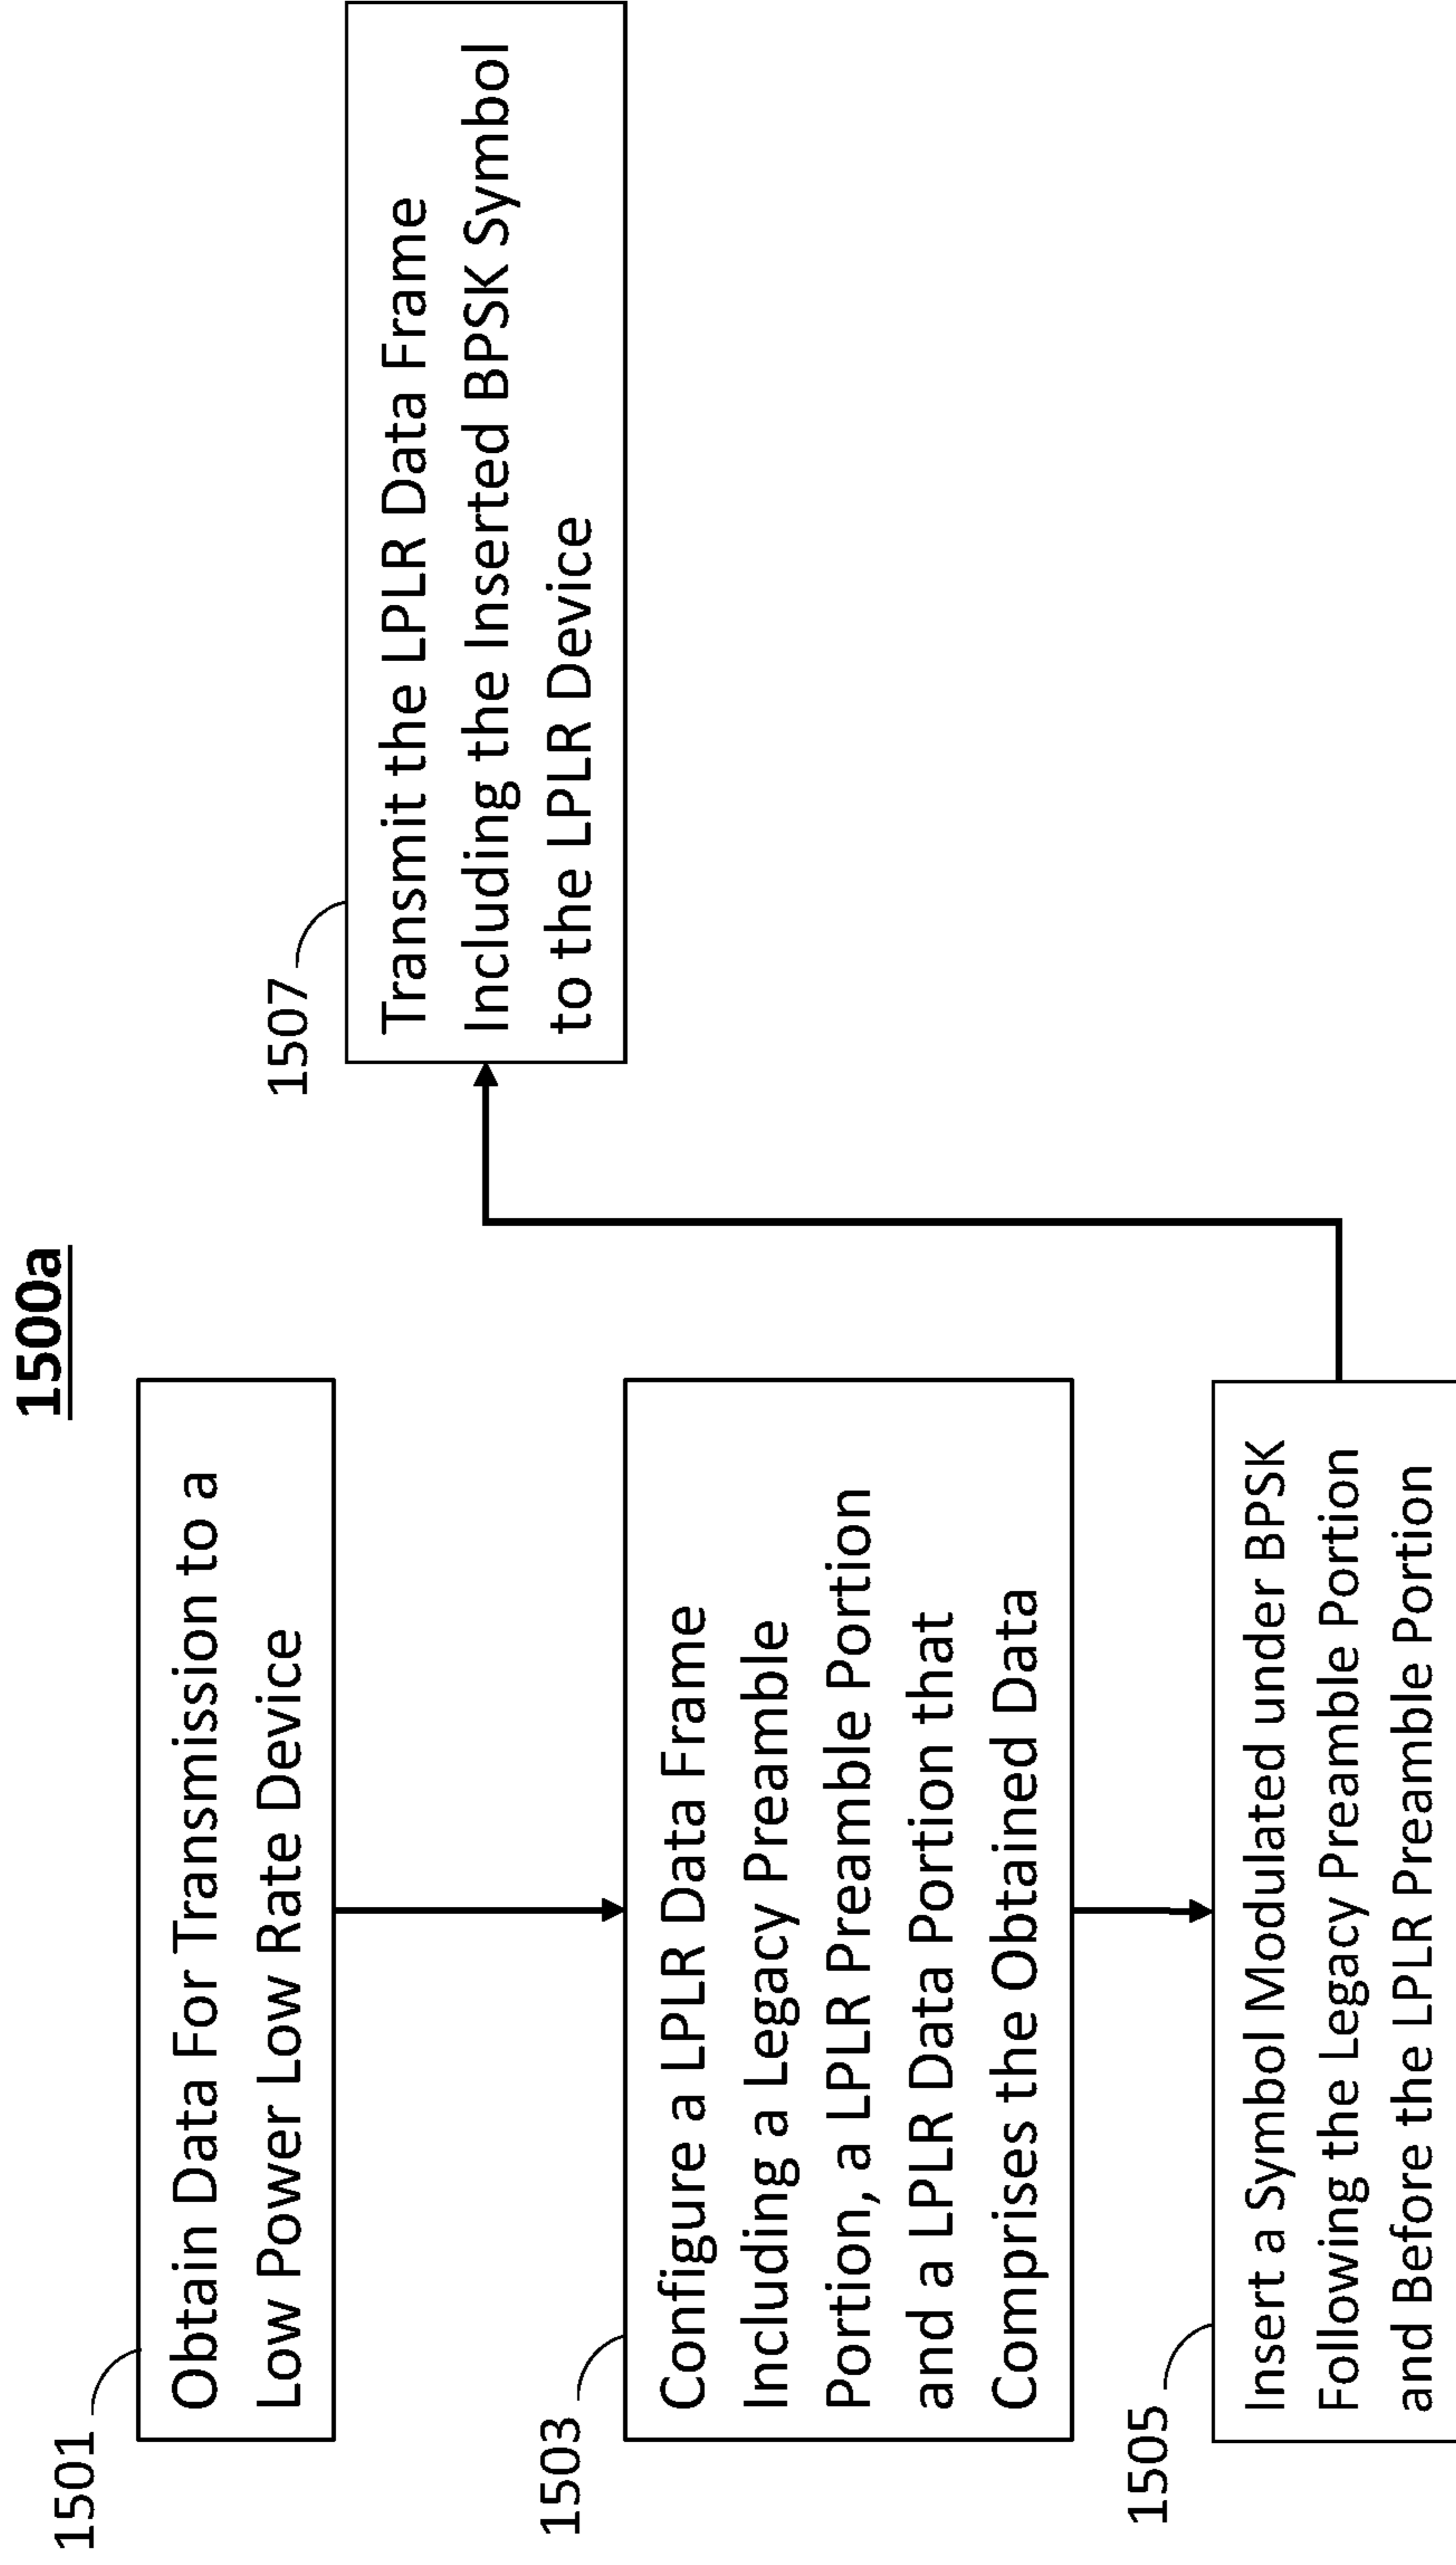 1500a
1501
Obtain Data For Transmission to a
Low Power Low Rate Device
1503
Configure a LPLR Data Frame
Including a Legacy Preamble
Portion, a LPLR Preamble Portion
and a LPLR Data Portion that
Comprises the Obtained Data
1505
Insert a Symbol Modulated under BPSK
Following the Legacy Preamble Portion
and Before the LPLR Preamble Portion
1507
Transmit the LPLR Data Frame
Including the Inserted BPSK Symbol
to the LPLR Device